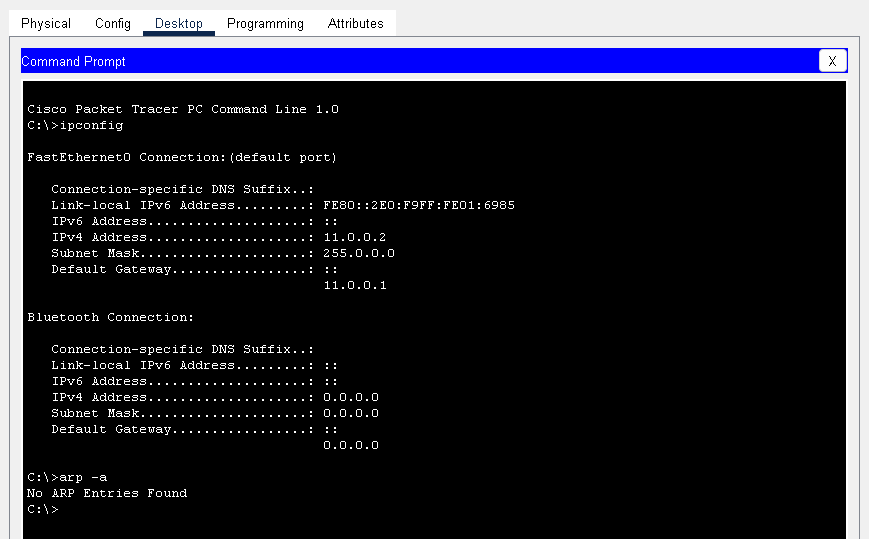 Physical Config Desktop Programming Attributes
Command Prompt X
Cisco Packet Tracer PC Command Line 1.0
C:\>ipconfig
FastEthernet0 Connection:(default port)
Connection-specific DNS Suffix..:
Link-local IPv6 Address.........: FE80::2E0:F9FF:FE01:6985
IPv6 Address....................: ::
IPv4 Address....................: 11.0.0.2
Subnet Mask.....................: 255.0.0.0
Default Gateway.................: ::
11.0.0.1
Bluetooth Connection:
Connection-specific DNS Suffix..:
Link-local IPv6 Address.........: ::
IPv6 Address....................: ::
IPv4 Address....................: 0.0.0.0
Subnet Mask.....................: 0.0.0.0
Default Gateway.................: ::
0.0.0.0
C:\>arp -a
No ARP Entries Found
C:\>